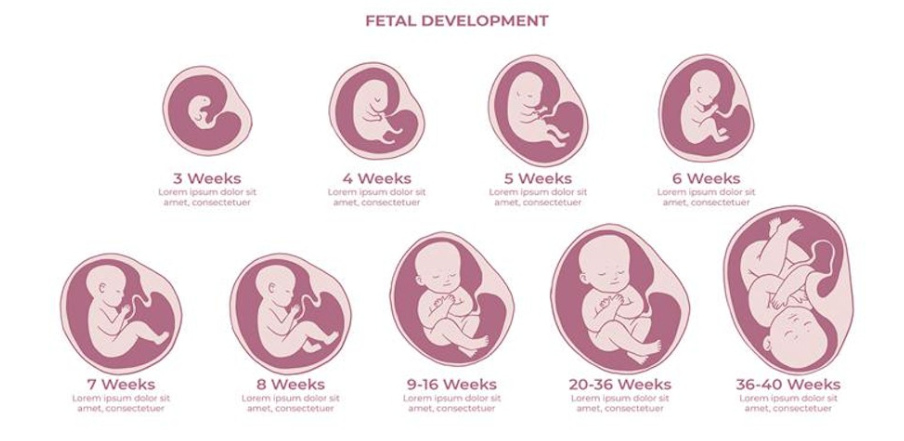 FETAL DEVELOPMENT
3 Weeks
Lorem ipsum dolor sit
amet, consectetuer
4 Weeks
Lorem ipsum dolor sit
amet, consectetuer
5 Weeks
Lorem ipsum dolor sit
amet, consectetuer
6 Weeks
Lorem ipsum dolor sit
amet, consectetuer
7 Weeks
Lorem ipsum dolor sit
amet, consectetuer
8 Weeks
Lorem ipsum dolor sit
amet, consectetuer
9-16 Weeks
Lorem ipsum dolor sit
amet, consectetuer
20-36 Weeks
Lorem ipsum dolor sit
amet, consectetuer
36-40 Weeks
Lorem ipsum dolor sit
amet, consectetuer